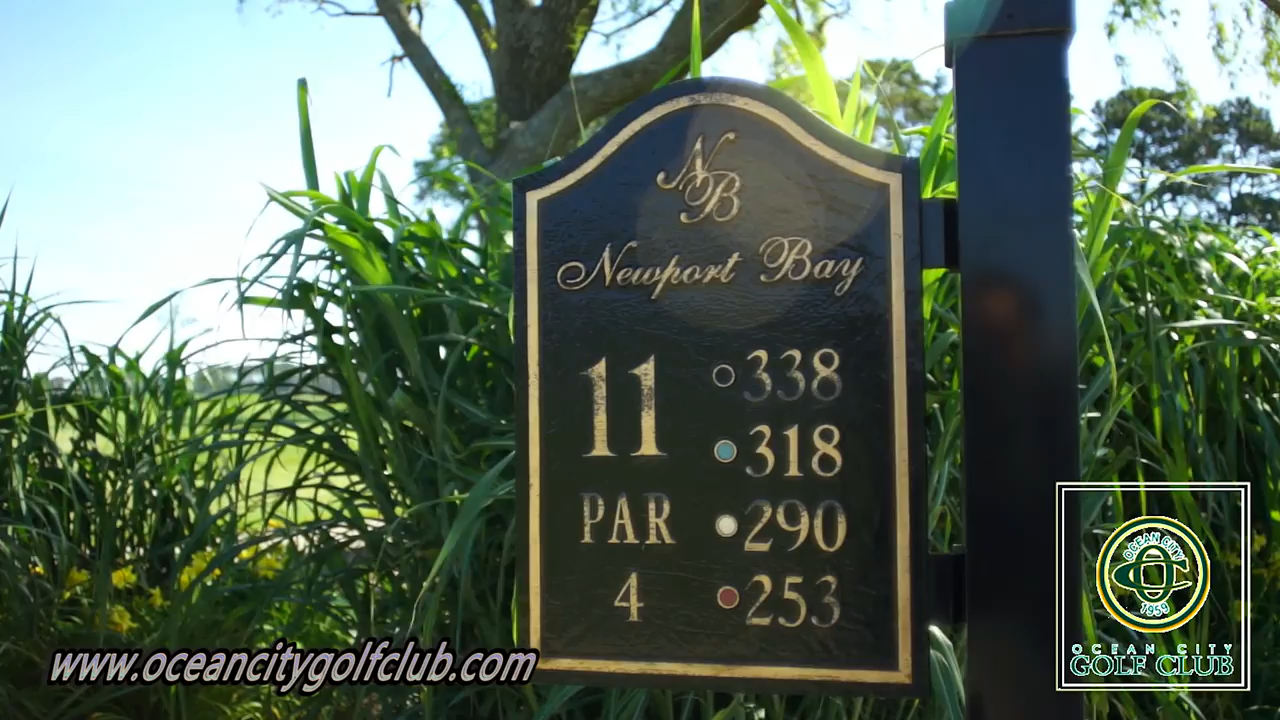 NB
Newport Bay
11
338
318
PAR
290
4
253
www.oceancitygolfclub.com
OCEAN CITY
OC
1959
OCEAN CITY
GOLF CLUB